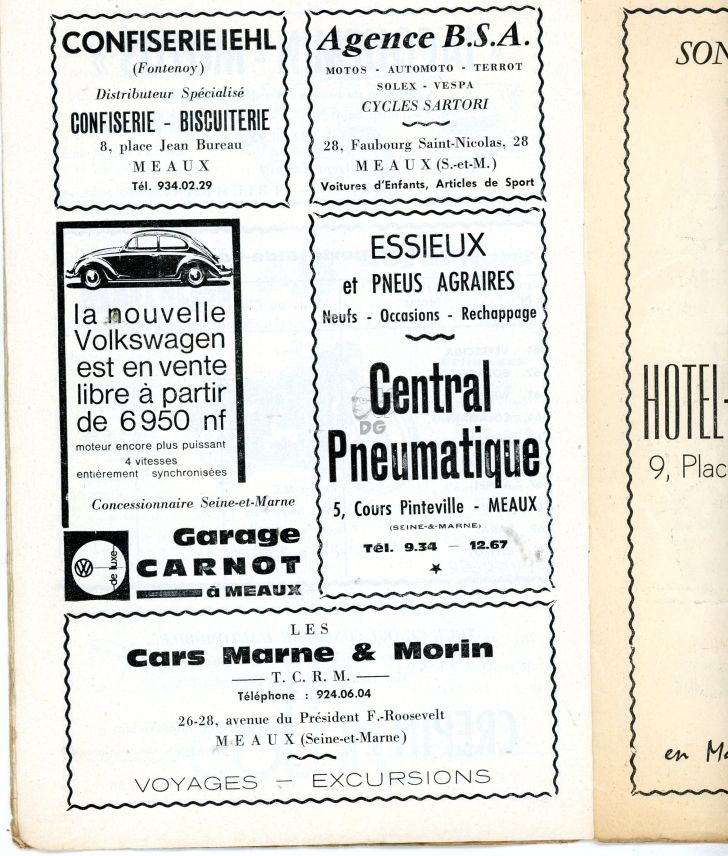 CONFISERIE IEHL
(Fontenoy)
Distributeur Spécialisé
CONFISERIE - BISCUITERIE
8, place Jean Bureau
MEAUX
Tél. 934.02.29
Agence B.S.A.
MOTOS - AUTOMOTO - TERROT
SOLEX - VESPA
CYCLES SARTORI
28, Faubourg Saint-Nicolas, 28
MEAUX (S.-et-M.)
Voitures d'Enfants, Articles de Sport
la nouvelle
Volkswagen
est en vente
libre à partir
de 6950 nf
moteur encore plus puissant
4 vitesses
entièrement synchronisées
Concessionnaire Seine-et-Marne
de luxe
Garage
CARNOT
à MEAUX
ESSIEUX
et PNEUS AGRAIRES
Neufs - Occasions - Rechappage
Central
DG
Pneumatique
5, Cours Pinteville - MEAUX
(SEINE-&-MARNE)
Tél. 9.34 — 12.67
LES
Cars Marne & Morin
— T. C. R. M. —
Téléphone : 924.06.04
26-28, avenue du Président F.-Roosevelt
MEAUX (Seine-et-Marne)
VOYAGES — EXCURSIONS
SON
HOTEL-
9, Plac
en Ma